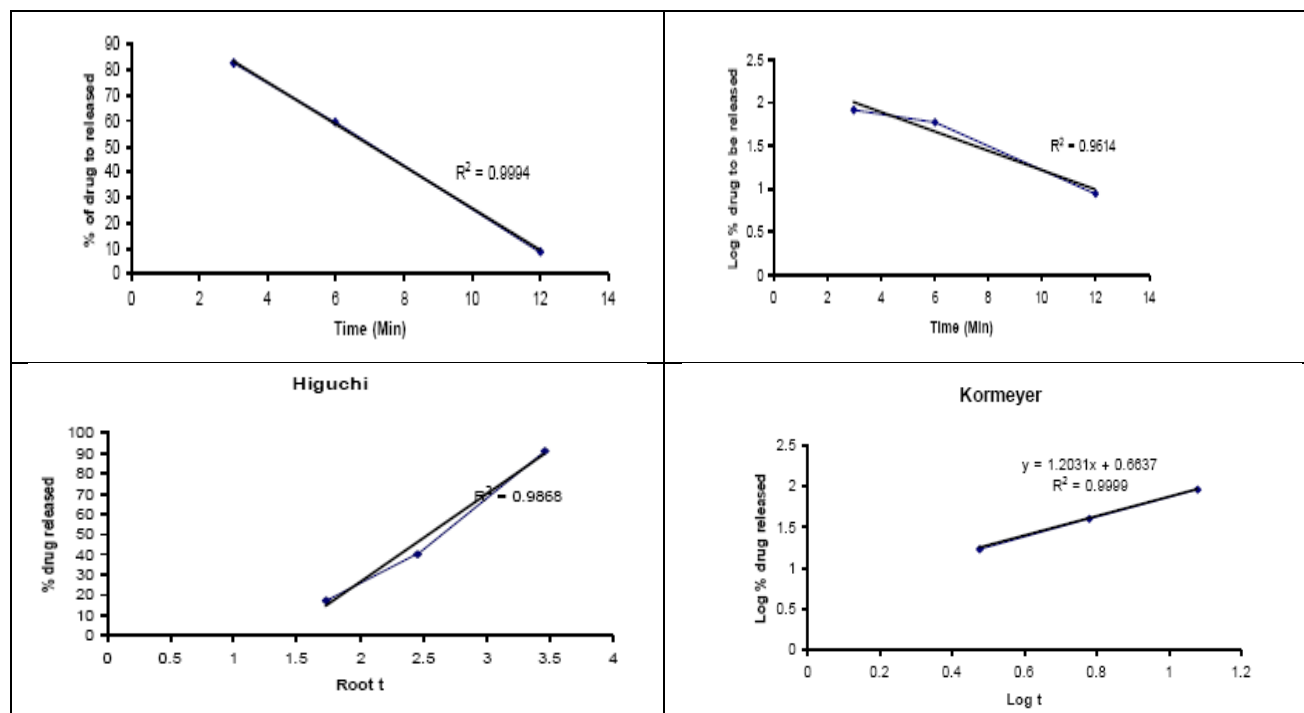 90
80
70
60
50
40
30
20
10
0
% of drug to released
R² = 0.9994
0 2 4 6 8 10 12 14
Time (Min)
2.5
2
1.5
1
0.5
0
Log % drug to be released
R² = 0.9614
0 2 4 6 8 10 12 14
Time (Min)
Higuchi
100
90
80
70
60
50
40
30
20
10
0
% drug released
R² = 0.9868
0 0.5 1 1.5 2 2.5 3 3.5 4
Root t
Kormeyer
2.5
2
1.5
1
0.5
0
Log % drug released
y = 1.2031x + 0.6637
R² = 0.9999
0 0.2 0.4 0.6 0.8 1 1.2
Log t